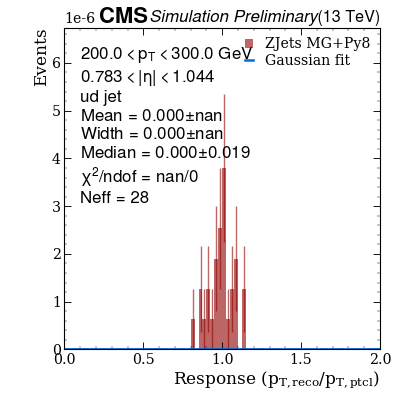 1e-6 CMS Simulation Preliminary (13 TeV)
Events
200.0 < pT < 300.0 GeV
0.783 < |η| < 1.044
ud jet
Mean = 0.000±nan
Width = 0.000±nan
Median = 0.000±0.019
χ²/ndof = nan/0
Neff = 28
ZJets MG+Py8
Gaussian fit
6
5
4
3
2
1
0
0.0 0.5 1.0 1.5 2.0
Response (pT,reco/pT,ptcl)